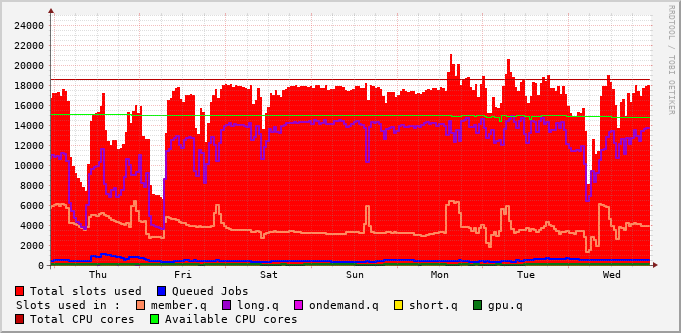 RRDTOOL / TOBI OETIKER
24000
22000
20000
18000
16000
14000
12000
10000
8000
6000
4000
2000
0
Thu Fri Sat Sun Mon Tue Wed
Total slots used Queued Jobs
Slots used in : member.q long.q ondemand.q short.q gpu.q
Total CPU cores Available CPU cores